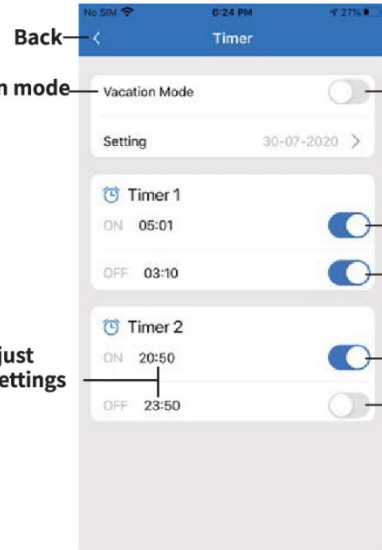 No SIM 6:24 PM 27%
Back
Timer
mode
Vacation Mode
Setting 30-07-2020
Timer 1
ON 05:01
OFF 03:10
Timer 2
ON 20:50
ettings
OFF 23:50